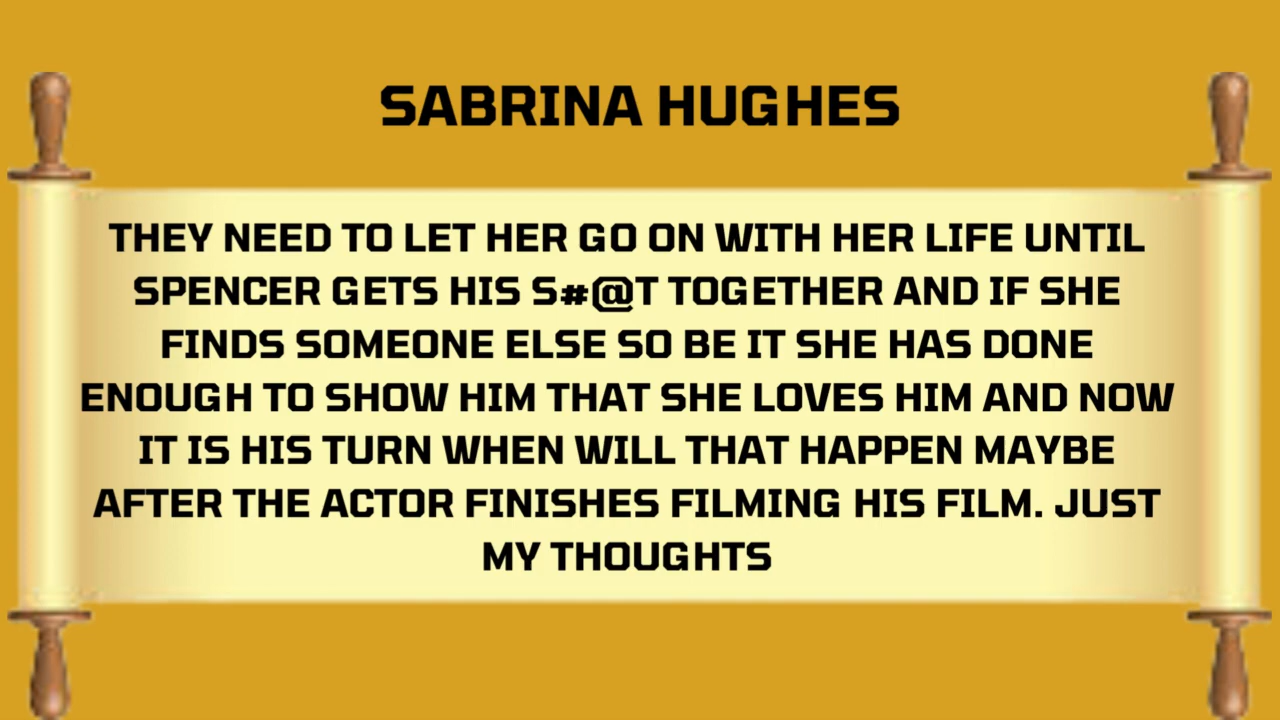 SABRINA HUGHES
THEY NEED TO LET HER GO ON WITH HER LIFE UNTIL
SPENCER GETS HIS S#@T TOGETHER AND IF SHE
FINDS SOMEONE ELSE SO BE IT SHE HAS DONE
ENOUGH TO SHOW HIM THAT SHE LOVES HIM AND NOW
IT IS HIS TURN WHEN WILL THAT HAPPEN MAYBE
AFTER THE ACTOR FINISHES FILMING HIS FILM. JUST
MY THOUGHTS